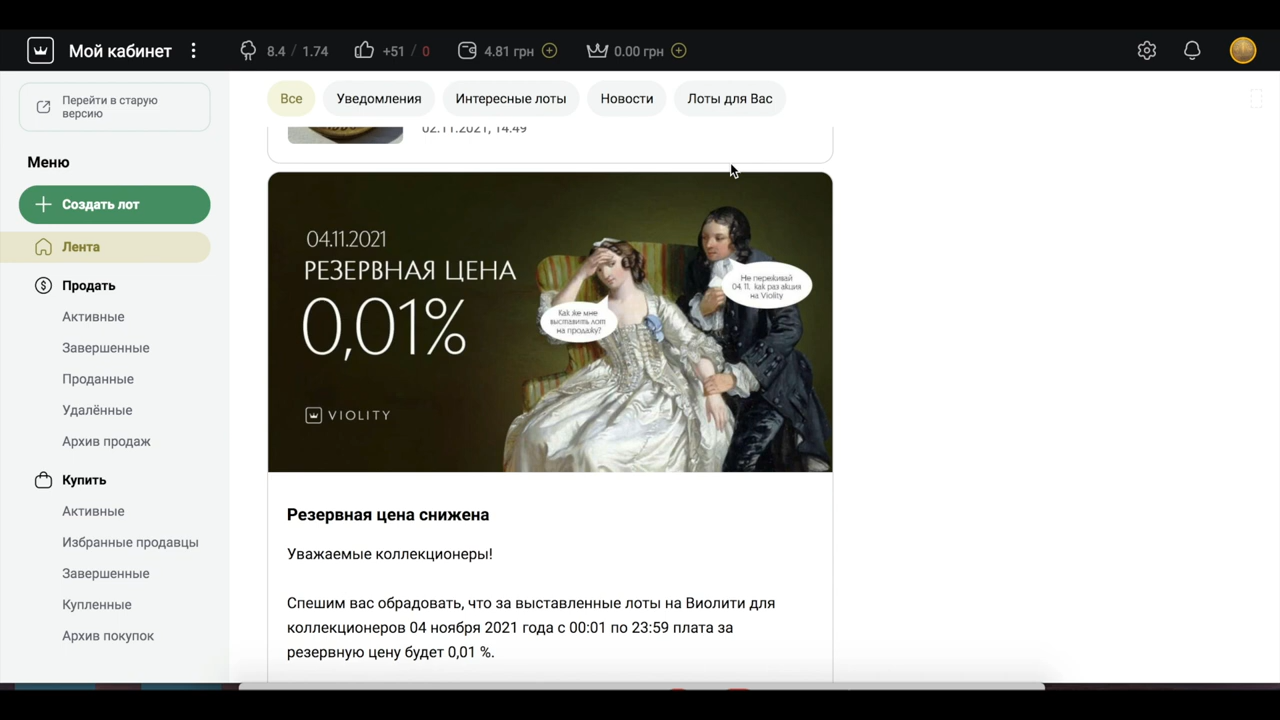 Мой кабинет
8.4 / 1.74
+51 / 0
4.81 грн
0.00 грн
Перейти в старую
версию
Меню
Создать лот
Лента
Продать
Активные
Завершенные
Проданные
Удалённые
Архив продаж
Купить
Активные
Избранные продавцы
Завершенные
Купленные
Архив покупок
Все
Уведомления
Интересные лоты
Новости
Лоты для Вас
02.11.2021, 14:49
04.11.2021
РЕЗЕРВНАЯ ЦЕНА
0,01%
VIOLITY
Как же мне
выставить лот
на продажу?
Не переживай
04. 11. как раз акция
на Violity
Резервная цена снижена
Уважаемые коллекционеры!
Спешим вас обрадовать, что за выставленные лоты на Виолити для
коллекционеров 04 ноября 2021 года с 00:01 по 23:59 плата за
резервную цену будет 0,01 %.